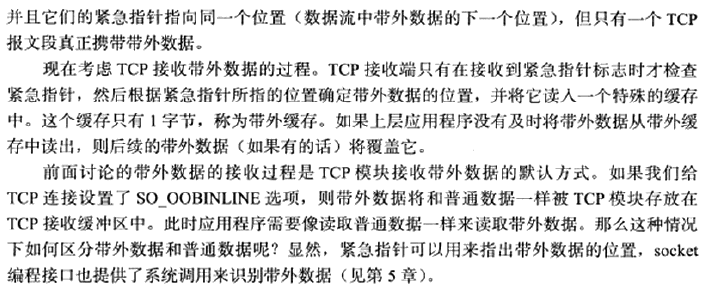 并且它们的紧急指针指向同一个位置（数据流中带外数据的下一个位置），但只有一个 TCP
报文段真正携带带外数据。
现在考虑 TCP 接收带外数据的过程。TCP 接收端只有在接收到紧急指针标志时才检查
紧急指针，然后根据紧急指针所指的位置确定带外数据的位置，并将它读入一个特殊的缓存
中。这个缓存只有 1 字节，称为带外缓存。如果上层应用程序没有及时将带外数据从带外缓
存中读出，则后续的带外数据（如果有的话）将覆盖它。
前面讨论的带外数据的接收过程是 TCP 模块接收带外数据的默认方式。如果我们给
TCP 连接设置了 SO_OOBINLINE 选项，则带外数据将和普通数据一样被 TCP 模块存放在
TCP 接收缓冲区中。此时应用程序需要像读取普通数据一样来读取带外数据。那么这种情况
下如何区分带外数据和普通数据呢？显然，紧急指针可以用来指出带外数据的位置，socket
编程接口也提供了系统调用来识别带外数据（见第 5 章）。